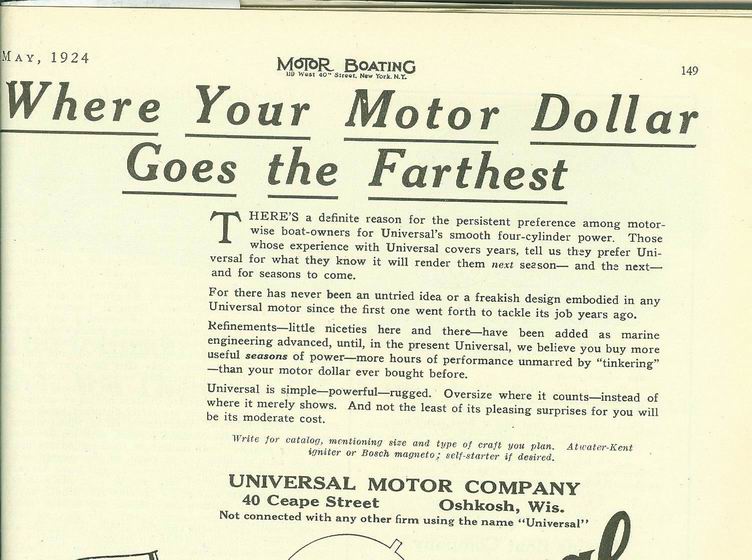 MAY, 1924
MOTOR BOATING
119 West 40th Street, New York, N.Y.
149
Where Your Motor Dollar
Goes the Farthest
THERE'S a definite reason for the persistent preference among motor-
wise boat-owners for Universal's smooth four-cylinder power. Those
whose experience with Universal covers years, tell us they prefer Uni-
versal for what they know it will render them next season— and the next—
and for seasons to come.
For there has never been an untried idea or a freakish design embodied in any
Universal motor since the first one went forth to tackle its job years ago.
Refinements—little niceties here and there—have been added as marine
engineering advanced, until, in the present Universal, we believe you buy more
useful seasons of power—more hours of performance unmarred by "tinkering"
—than your motor dollar ever bought before.
Universal is simple—powerful—rugged. Oversize where it counts—instead of
where it merely shows. And not the least of its pleasing surprises for you will
be its moderate cost.
Write for catalog, mentioning size and type of craft you plan. Atwater-Kent
igniter or Bosch magneto; self-starter if desired.
UNIVERSAL MOTOR COMPANY
40 Ceape Street Oshkosh, Wis.
Not connected with any other firm using the name "Universal"